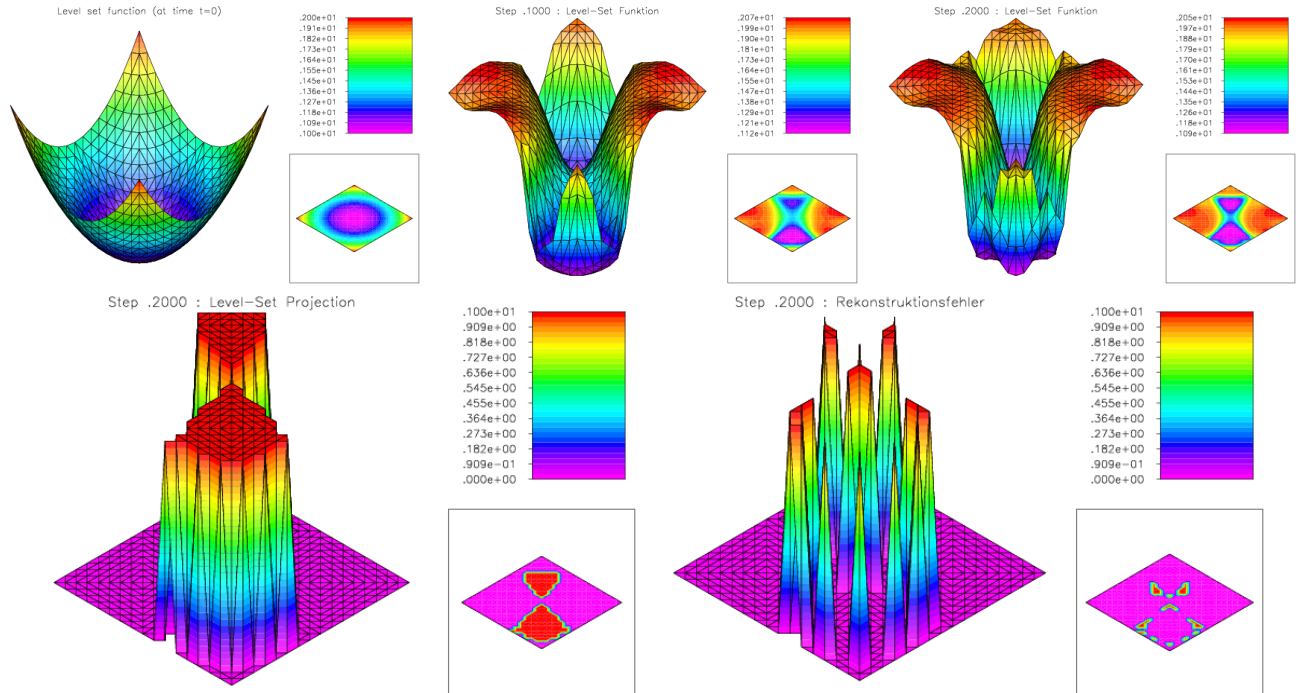 Level set function (at time t=0)
.200e+01
.191e+01
.182e+01
.173e+01
.164e+01
.155e+01
.145e+01
.136e+01
.127e+01
.118e+01
.109e+01
.100e+01
Step .1000 : Level-Set Funktion
.207e+01
.199e+01
.190e+01
.181e+01
.173e+01
.164e+01
.155e+01
.147e+01
.138e+01
.129e+01
.121e+01
.112e+01
Step .2000 : Level-Set Funktion
.205e+01
.197e+01
.188e+01
.179e+01
.170e+01
.161e+01
.153e+01
.144e+01
.135e+01
.126e+01
.118e+01
.109e+01
Step .2000 : Level-Set Projection
.100e+01
.909e+00
.818e+00
.727e+00
.636e+00
.545e+00
.455e+00
.364e+00
.273e+00
.182e+00
.909e-01
.000e+00
Step .2000 : Rekonstruktionsfehler
.100e+01
.909e+00
.818e+00
.727e+00
.636e+00
.545e+00
.455e+00
.364e+00
.273e+00
.182e+00
.909e-01
.000e+00